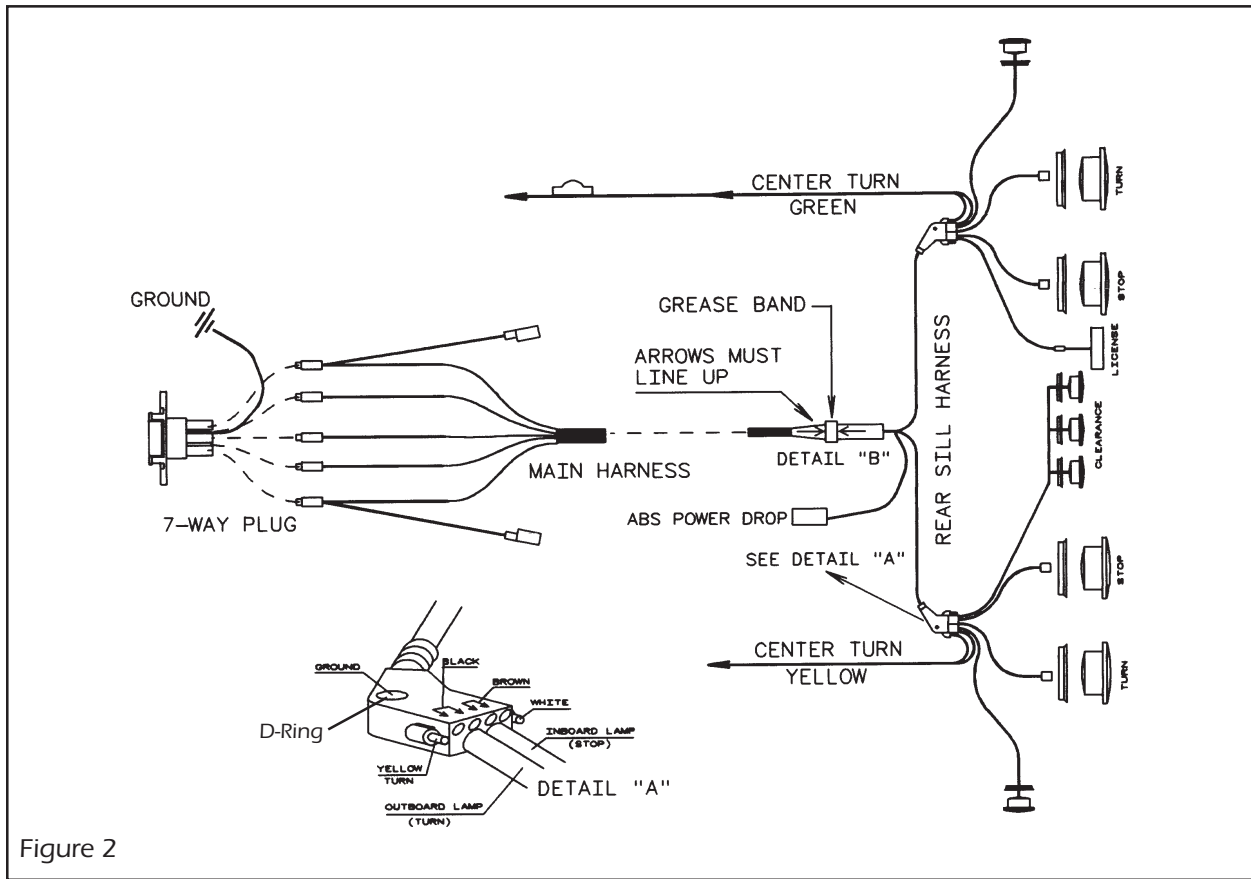 CENTER TURN
GREEN
TURN
STOP
LICENSE
CLEARANCE
STOP
TURN
GROUND
GREASE BAND
ARROWS MUST
LINE UP
REAR SILL HARNESS
MAIN HARNESS
DETAIL "B"
7-WAY PLUG
ABS POWER DROP
SEE DETAIL "A"
CENTER TURN
YELLOW
GROUND
BLACK
BROWN
WHITE
D-Ring
INBOARD LAMP
(STOP)
YELLOW
TURN
DETAIL "A"
OUTBOARD LAMP
(TURN)
Figure 2